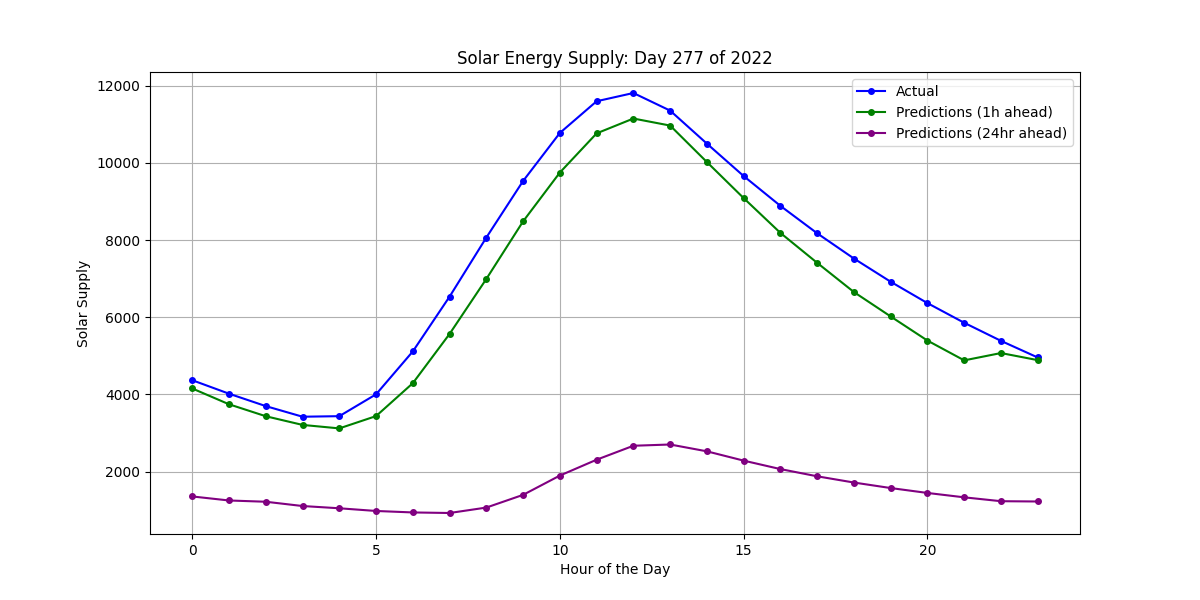 Solar Energy Supply: Day 277 of 2022
Actual
Predictions (1h ahead)
Predictions (24hr ahead)
Solar Supply
12000
10000
8000
6000
4000
2000
0 5 10 15 20
Hour of the Day